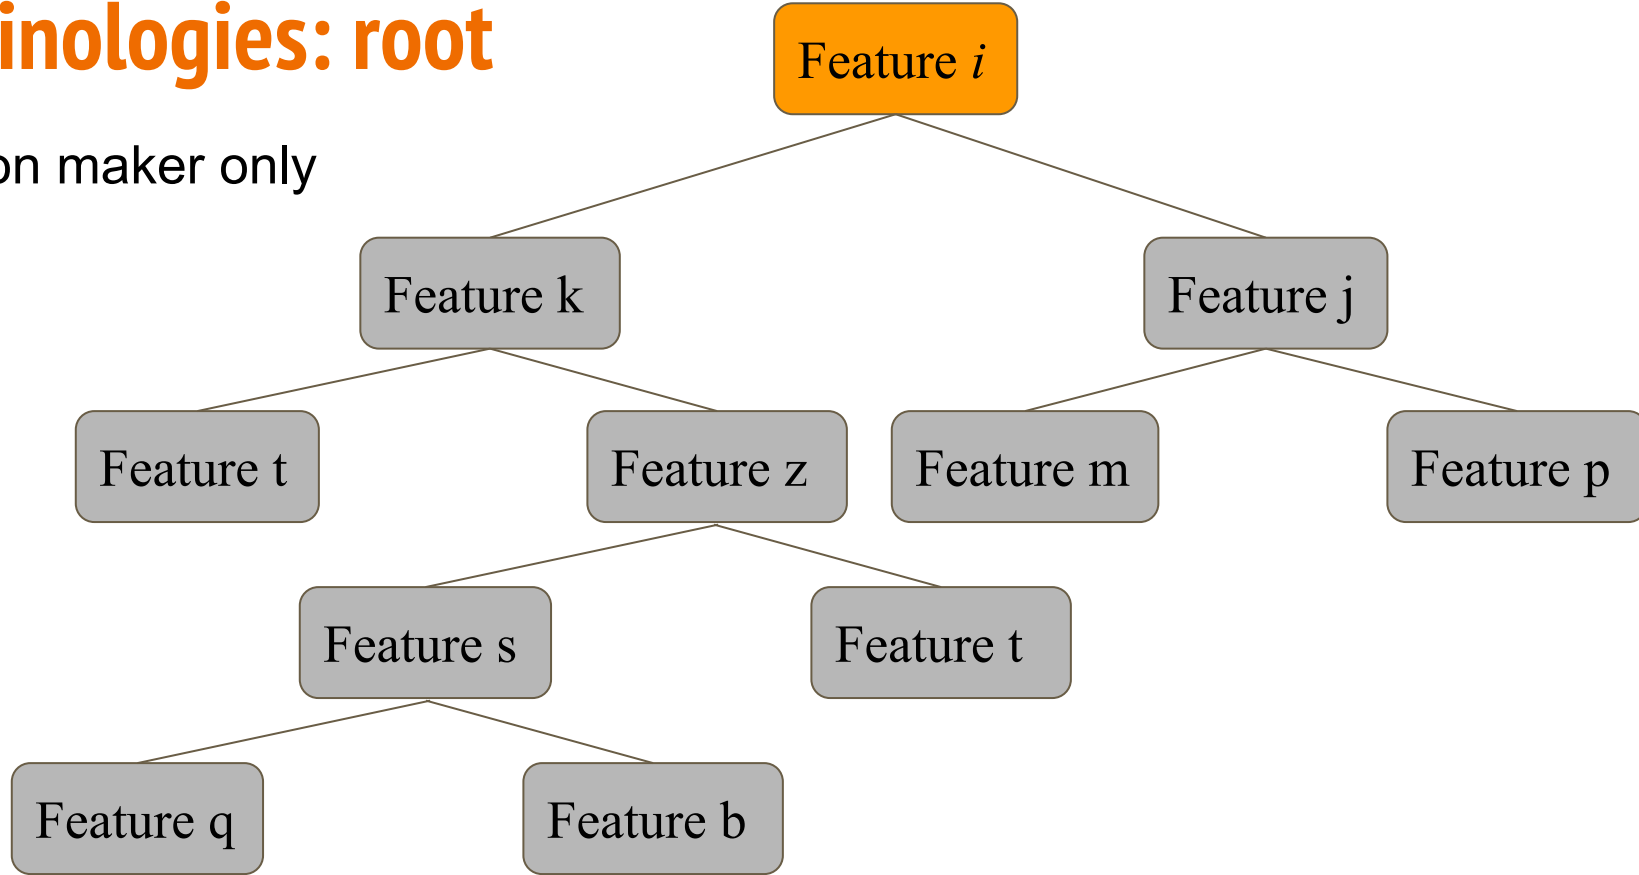 inologies: root
on maker only
Feature i
Feature k
Feature j
Feature t
Feature z
Feature m
Feature p
Feature s
Feature t
Feature q
Feature b